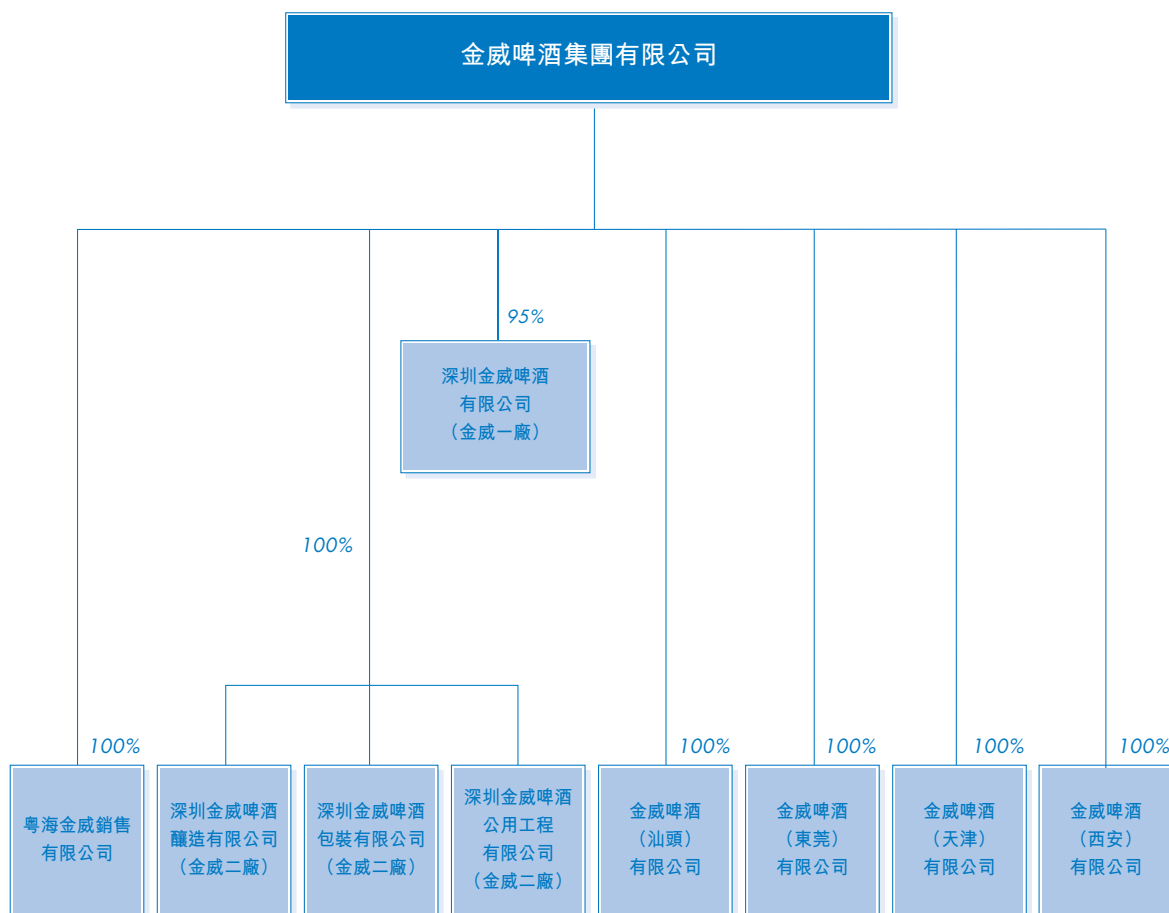 金威啤酒集團有限公司
95%
深圳金威啤酒
有限公司
（金威一廠）
100%
100%
粵海金威銷售
有限公司
深圳金威啤酒
釀造有限公司
（金威二廠）
深圳金威啤酒
包裝有限公司
（金威二廠）
深圳金威啤酒
公用工程
有限公司
（金威二廠）
100%
金威啤酒
（汕頭）
有限公司
100%
金威啤酒
（東莞）
有限公司
100%
金威啤酒
（天津）
有限公司
100%
金威啤酒
（西安）
有限公司